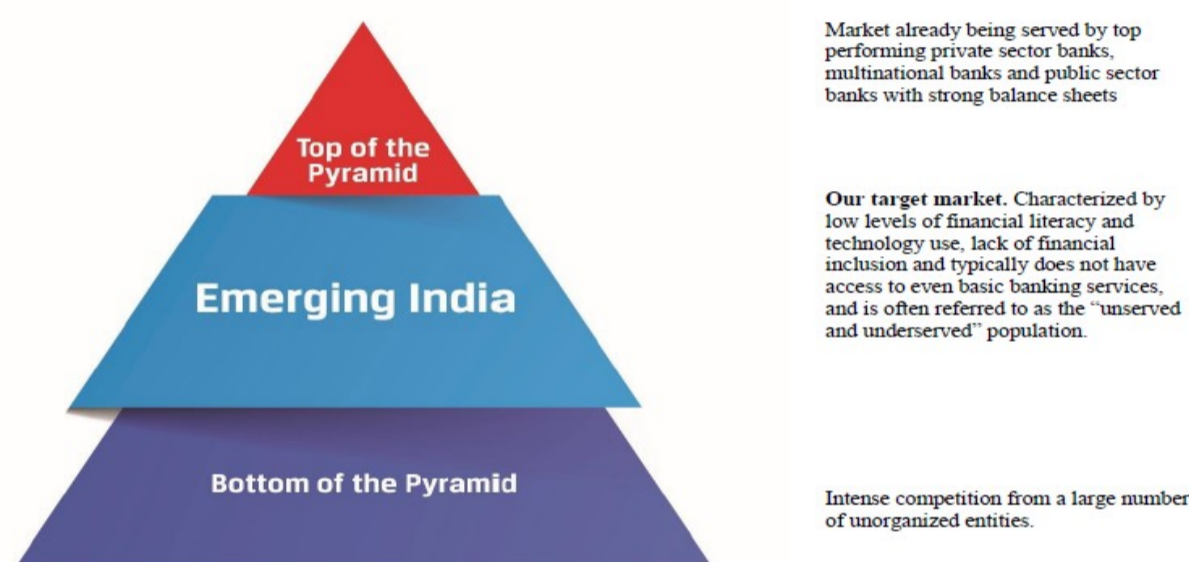 Market already being served by top
performing private sector banks,
multinational banks and public sector
banks with strong balance sheets
Top of the
Pyramid
Our target market. Characterized by
low levels of financial literacy and
technology use, lack of financial
inclusion and typically does not have
access to even basic banking services,
and is often referred to as the “unserved
and underserved” population.
Emerging India
Bottom of the Pyramid
Intense competition from a large number
of unorganized entities.